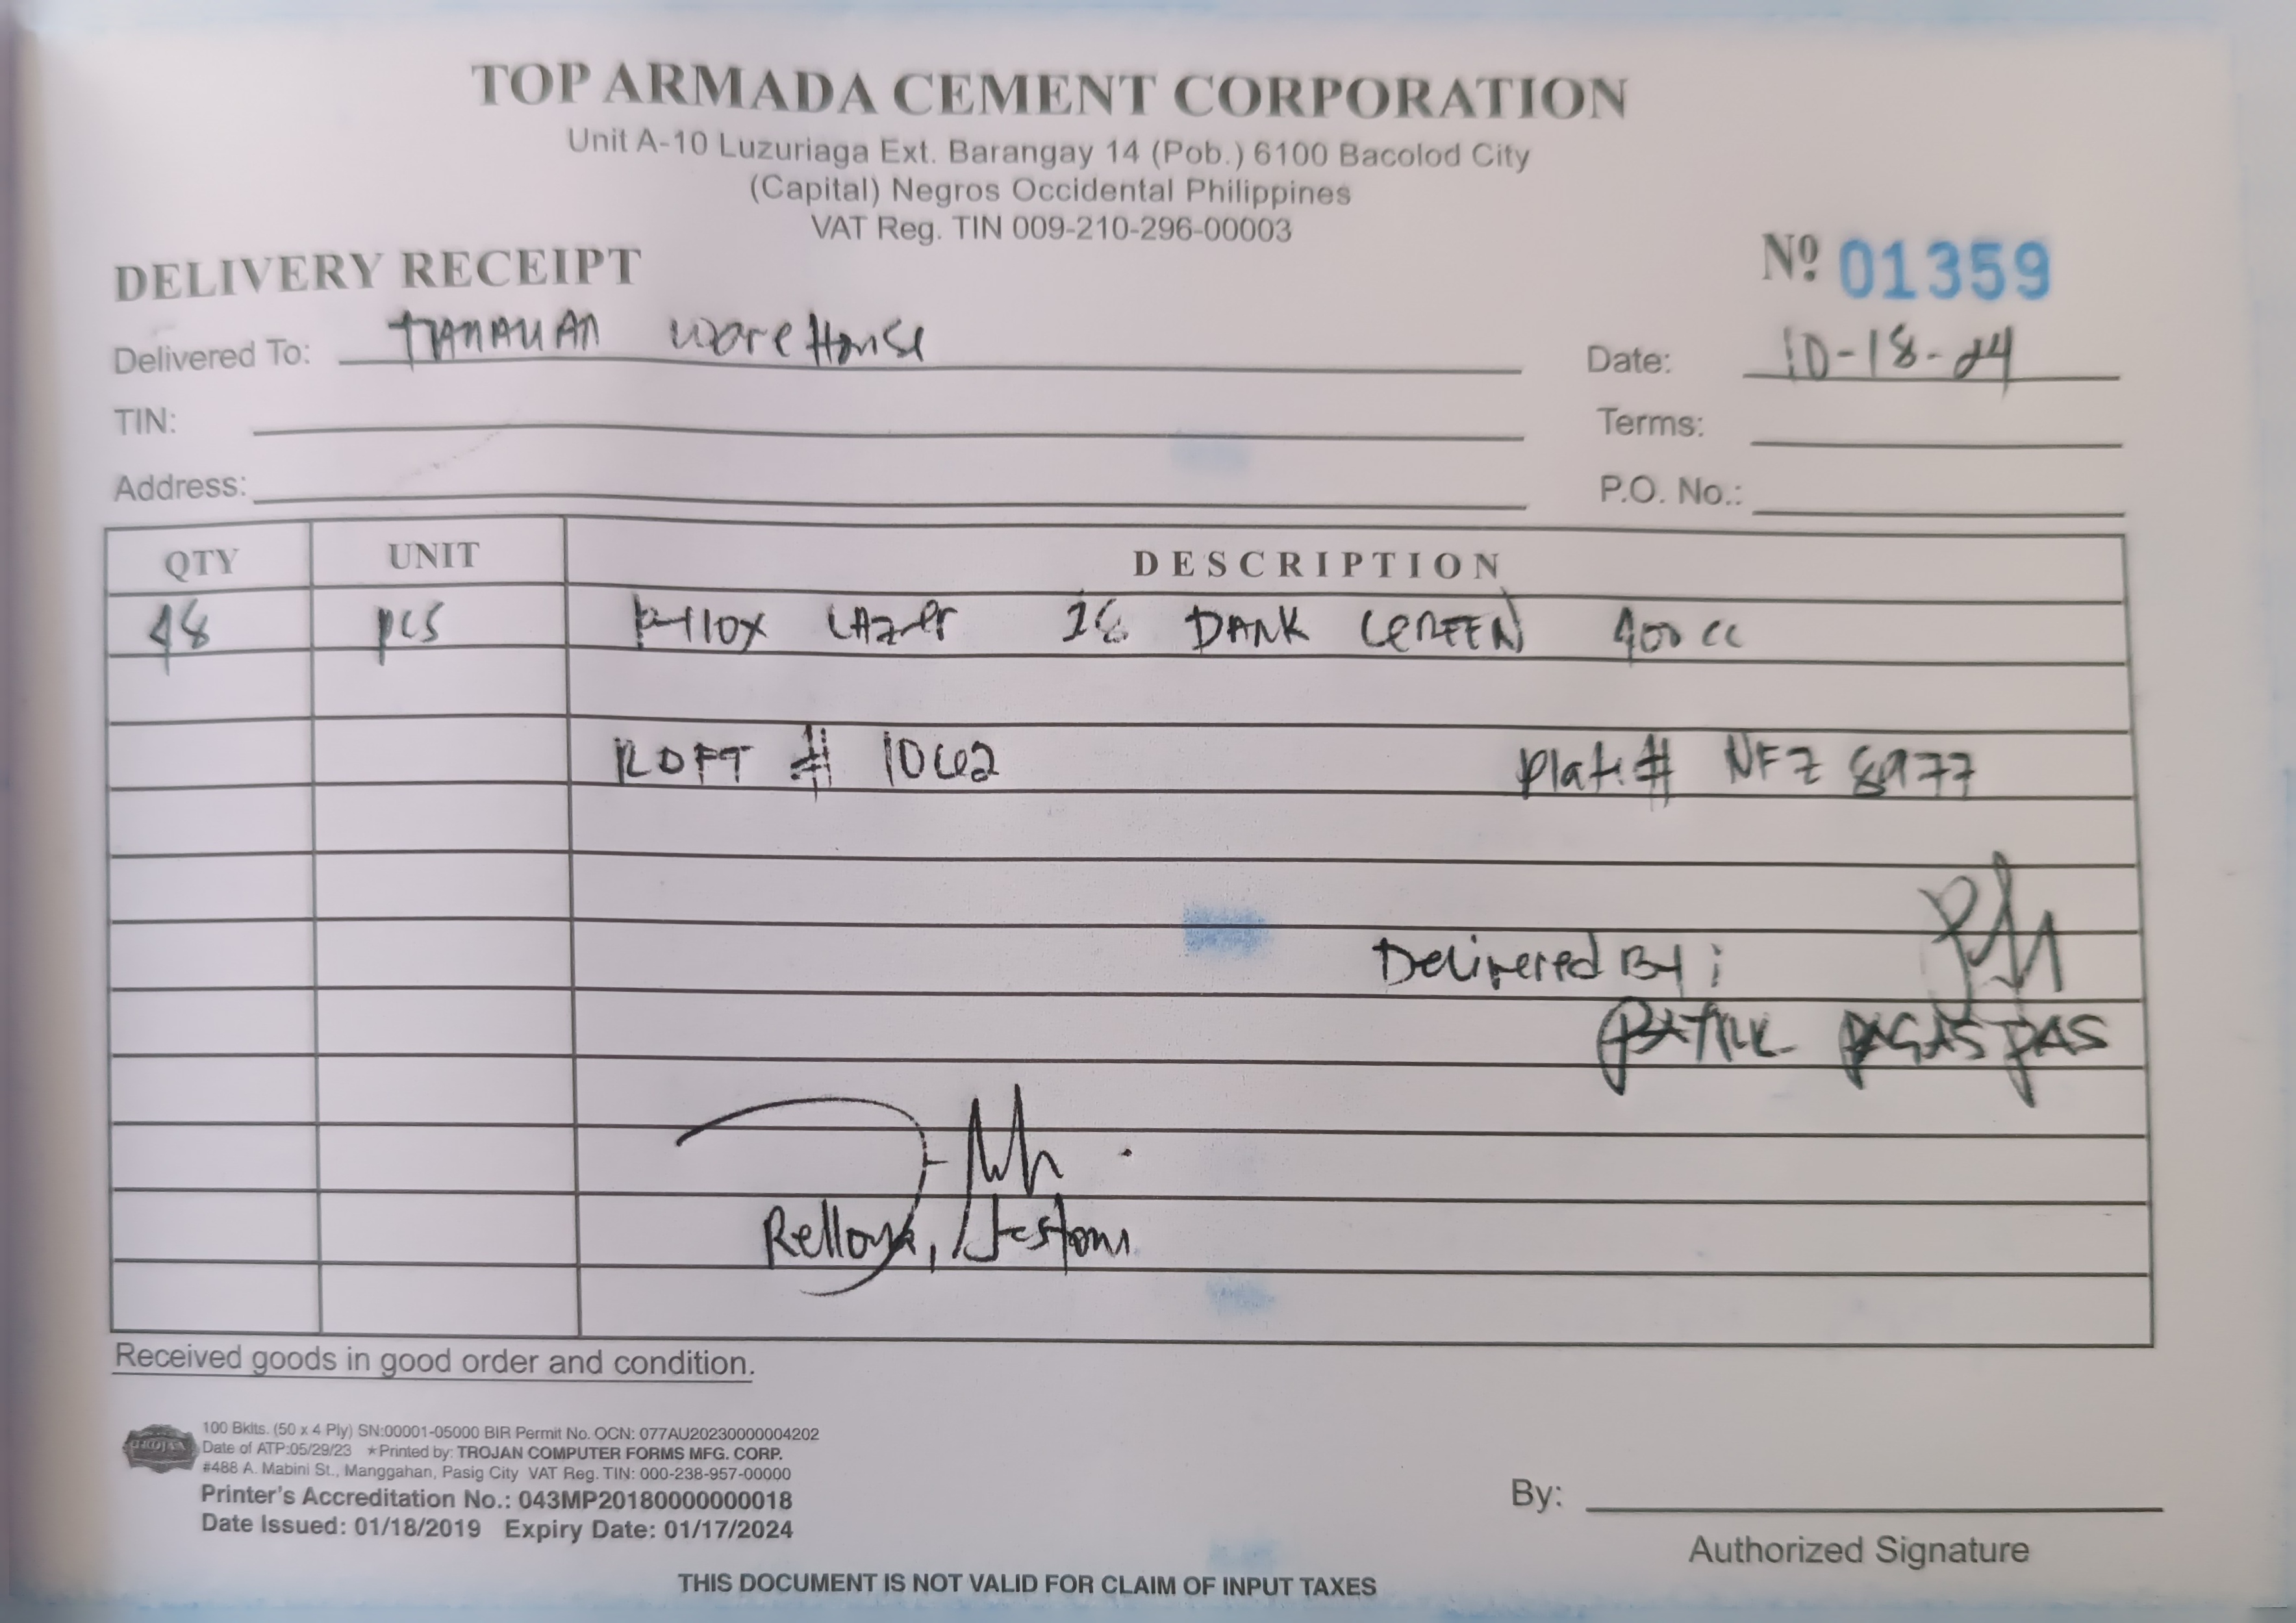 TOP ARMADA CEMENT CORPORATION
Unit A-10 Luzuriaga Ext. Barangay 14 (Pob.) 6100 Bacolod City
(Capital) Negros Occidental Philippines
VAT Reg. TIN 009-210-296-00003
DELIVERY RECEIPT
Nº 01359
Delivered To: TANAUAN WareHouse
Date: 10-18-24
TIN:
Terms:
Address:
P.O. No.:
QTY UNIT DESCRIPTION
48 pcs LAzer GREEN 400 cc
# Plate# NFZ 8977
Delivered By:
PAGASPAS
Relloya, Jestoni
Received goods in good order and condition.
TROJAN
100 Bklts. (50 x 4 Ply) SN:00001-05000 BIR Permit No. OCN: 077AU20230000004202
Date of ATP:05/29/23 ★Printed by: TROJAN COMPUTER FORMS MFG. CORP.
#488 A. Mabini St., Manggahan, Pasig City VAT Reg. TIN: 000-238-957-00000
Printer's Accreditation No.: 043MP20180000000018
Date Issued: 01/18/2019 Expiry Date: 01/17/2024
By:
Authorized Signature
THIS DOCUMENT IS NOT VALID FOR CLAIM OF INPUT TAXES